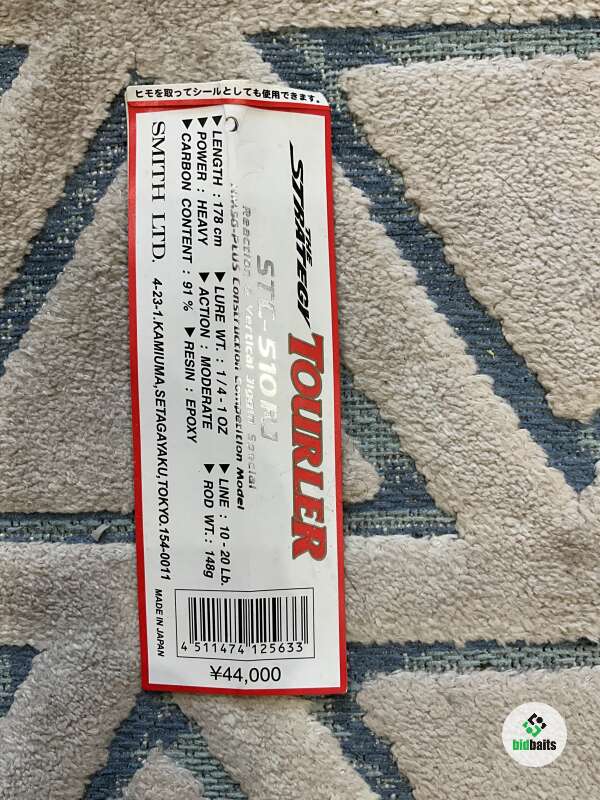 ヒモを取ってシールとしても使用できます。
THE STRATEGY
TOURLER
STC-510RJ
Reaction & Vertical Jiggin' Special
Construction Competition Model
▶ LENGTH : 178 cm ▶ LURE WT. : 1/4 - 1 OZ ▶ LINE : 10 - 20 Lb.
▶ POWER : HEAVY ▶ ACTION : MODERATE ▶ ROD WT. : 148g
▶ CARBON CONTENT : 91 % ▶ RESIN : EPOXY
SMITH LTD. 4-23-1.KAMIUMA,SETAGAYAKU,TOKYO.154-0011 MADE IN JAPAN
4 511474 125633
¥44,000
bidbaits